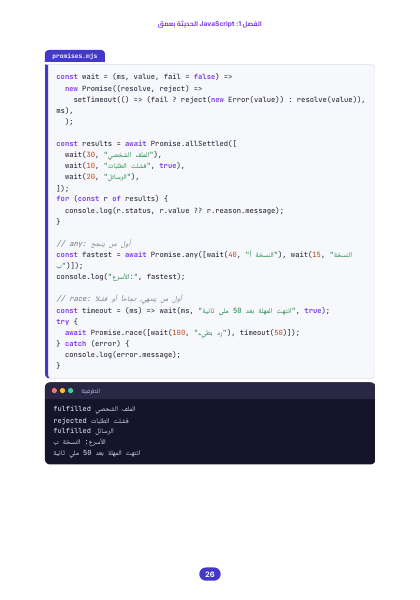 الفصل 1: JavaScript الحديثة بعمق
promises.mjs
const wait = (ms, value, fail = false) =>
  new Promise((resolve, reject) =>
    setTimeout(() => (fail ? reject(new Error(value)) : resolve(value)),
ms),
  );

const results = await Promise.allSettled([
  wait(30, "الملف الشخصي"),
  wait(10, "فشلت الطلبات", true),
  wait(20, "الرسائل"),
]);
for (const r of results) {
  console.log(r.status, r.value ?? r.reason.message);
}

// any: أول من ينجح
const fastest = await Promise.any([wait(40, "النسخة أ"), wait(15, "النسخة
ب")]);
console.log("الأسرع:", fastest);

// race: أول من ينتهي، نجاحاً أو فشلاً
const timeout = (ms) => wait(ms, "انتهت المهلة بعد 50 ملي ثانية", true);
try {
  await Promise.race([wait(100, "رد بطيء"), timeout(50)]);
} catch (error) {
  console.log(error.message);
}
الطرفية
fulfilled الملف الشخصي
rejected فشلت الطلبات
fulfilled الرسائل
الأسرع: النسخة ب
انتهت المهلة بعد 50 ملي ثانية
26